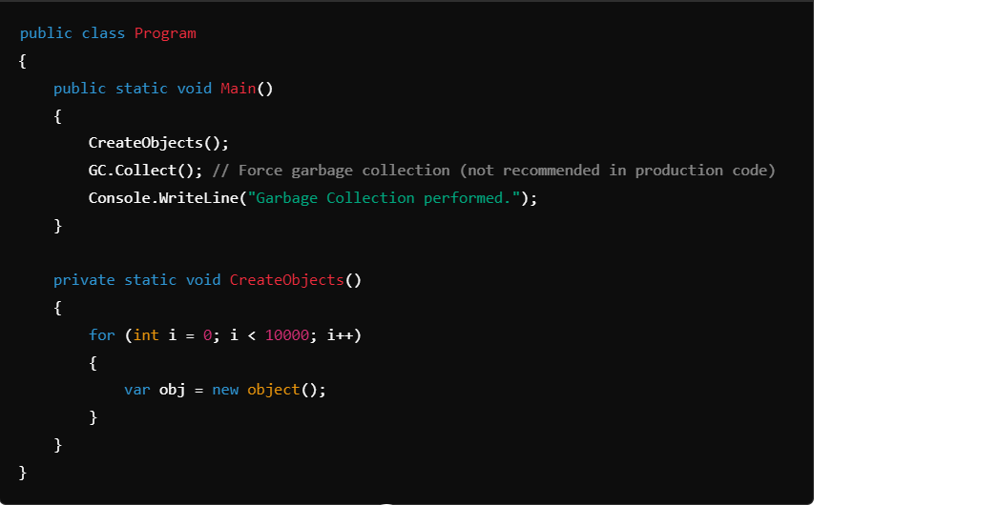 public class Program
{
    public static void Main()
    {
        CreateObjects();
        GC.Collect(); // Force garbage collection (not recommended in production code)
        Console.WriteLine("Garbage Collection performed.");
    }

    private static void CreateObjects()
    {
        for (int i = 0; i < 10000; i++)
        {
            var obj = new object();
        }
    }
}